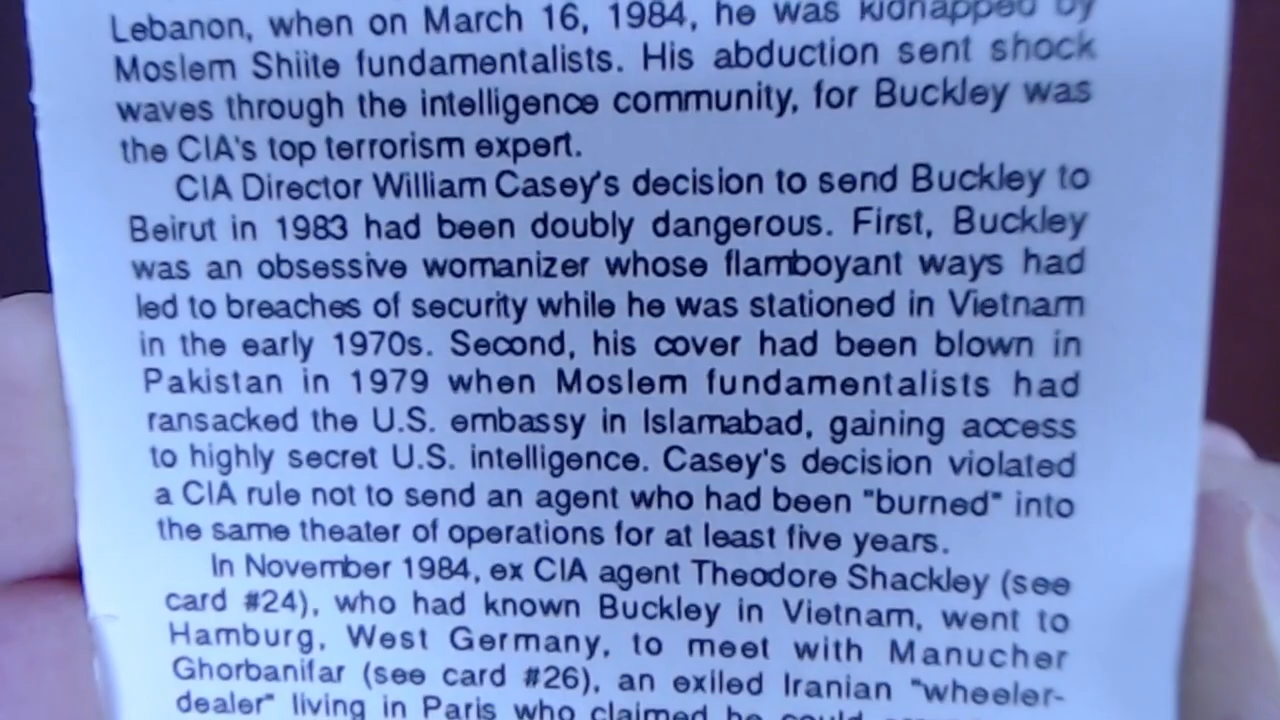 Lebanon, when on March 16, 1984, he was kidnapped by
Moslem Shiite fundamentalists. His abduction sent shock
waves through the intelligence community, for Buckley was
the CIA's top terrorism expert.
CIA Director William Casey's decision to send Buckley to
Beirut in 1983 had been doubly dangerous. First, Buckley
was an obsessive womanizer whose flamboyant ways had
led to breaches of security while he was stationed in Vietnam
in the early 1970s. Second, his cover had been blown in
Pakistan in 1979 when Moslem fundamentalists had
ransacked the U.S. embassy in Islamabad, gaining access
to highly secret U.S. intelligence. Casey's decision violated
a CIA rule not to send an agent who had been "burned" into
the same theater of operations for at least five years.
In November 1984, ex CIA agent Theodore Shackley (see
card #24), who had known Buckley in Vietnam, went to
Hamburg, West Germany, to meet with Manucher
Ghorbanifar (see card #26), an exiled Iranian "wheeler-
dealer" living in Paris who claimed he could